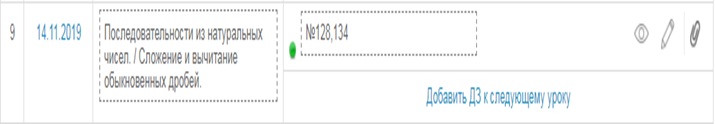 9
14.11.2019
Последовательности из натуральных
чисел. / Сложение и вычитание
обыкновенных дробей.
№128,134
Добавить ДЗ к следующему уроку